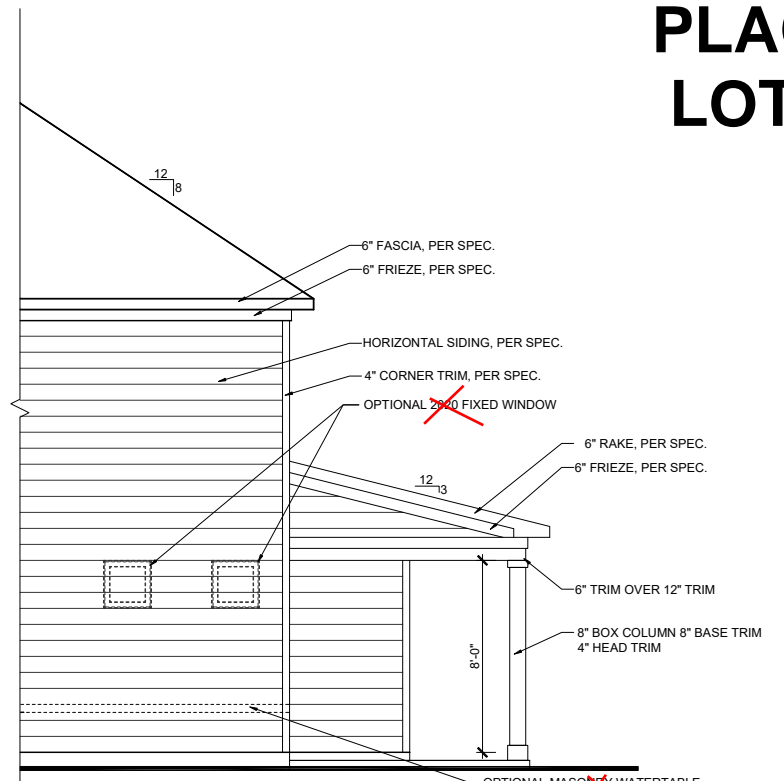 PLAC
LOT
12
8
6" FASCIA, PER SPEC.
6" FRIEZE, PER SPEC.
HORIZONTAL SIDING, PER SPEC.
4" CORNER TRIM, PER SPEC.
OPTIONAL 2020 FIXED WINDOW
6" RAKE, PER SPEC.
12
3
6" FRIEZE, PER SPEC.
6" TRIM OVER 12" TRIM
8'-0"
8" BOX COLUMN 8" BASE TRIM
4" HEAD TRIM
OPTIONAL MASONRY WATERTABLE